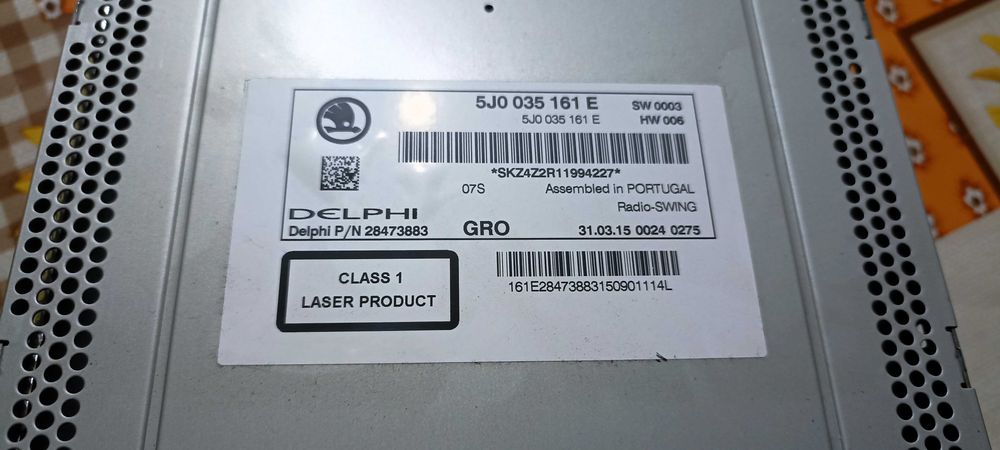 5J0 035 161 E SW 0003
5J0 035 161 E HW 006
*SKZ4Z2R11994227*
07S Assembled in PORTUGAL
Radio-SWING
DELPHI
Delphi P/N 28473883 GRO 31.03.15 0024 0275
CLASS 1
LASER PRODUCT
161E28473883150901114L